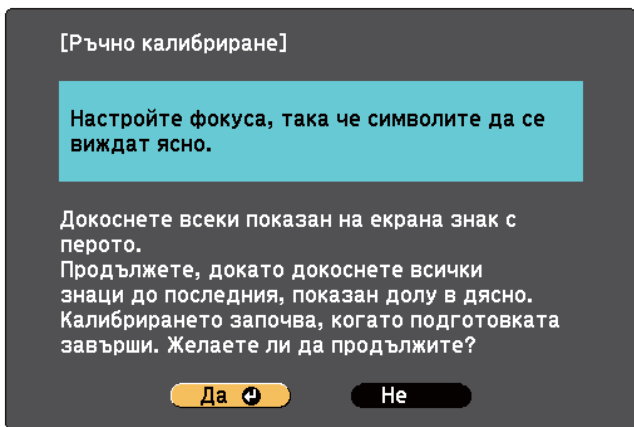 [Ръчно калибриране]
Настройте фокуса, така че символите да се
виждат ясно.
Докоснете всеки показан на екрана знак с
перото.
Продължете, докато докоснете всички
знаци до последния, показан долу в дясно.
Калибрирането започва, когато подготовката
завърши. Желаете ли да продължите?
Да Не